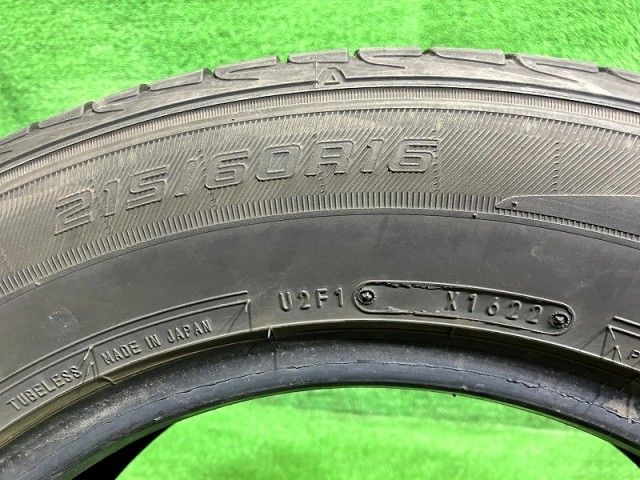 215/60R16
U2F1 X1622
TUBELESS MADE IN JAPAN
P